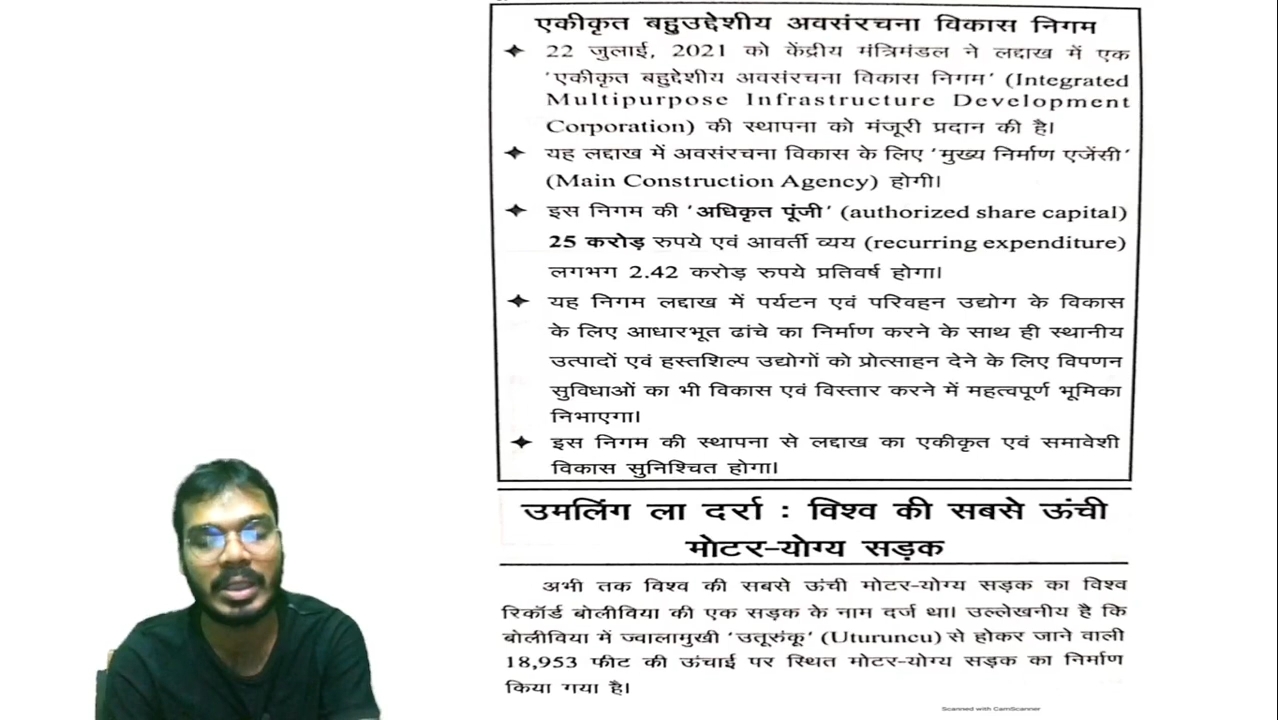 एकीकृत बहुउद्देशीय अवसंरचना विकास निगम
22 जुलाई, 2021 को केंद्रीय मंत्रिमंडल ने लद्दाख में एक
'एकीकृत बहुद्देशीय अवसंरचना विकास निगम' (Integrated
Multipurpose Infrastructure Development
Corporation) की स्थापना को मंजूरी प्रदान की है।
यह लद्दाख में अवसंरचना विकास के लिए 'मुख्य निर्माण एजेंसी'
(Main Construction Agency) होगी।
इस निगम की 'अधिकृत पूंजी' (authorized share capital)
25 करोड़ रुपये एवं आवर्ती व्यय (recurring expenditure)
लगभग 2.42 करोड़ रुपये प्रतिवर्ष होगा।
यह निगम लद्दाख में पर्यटन एवं परिवहन उद्योग के विकास
के लिए आधारभूत ढांचे का निर्माण करने के साथ ही स्थानीय
उत्पादों एवं हस्तशिल्प उद्योगों को प्रोत्साहन देने के लिए विपणन
सुविधाओं का भी विकास एवं विस्तार करने में महत्वपूर्ण भूमिका
निभाएगा।
इस निगम की स्थापना से लद्दाख का एकीकृत एवं समावेशी
विकास सुनिश्चित होगा।
उमलिंग ला दर्रा : विश्व की सबसे ऊंची
मोटर-योग्य सड़क
अभी तक विश्व की सबसे ऊंची मोटर-योग्य सड़क का विश्व
रिकॉर्ड बोलीविया की एक सड़क के नाम दर्ज था। उल्लेखनीय है कि
बोलीविया में ज्वालामुखी 'उतूरुंकू' (Uturuncu) से होकर जाने वाली
18,953 फीट की ऊंचाई पर स्थित मोटर-योग्य सड़क का निर्माण
किया गया है।
Scanned with CamScanner